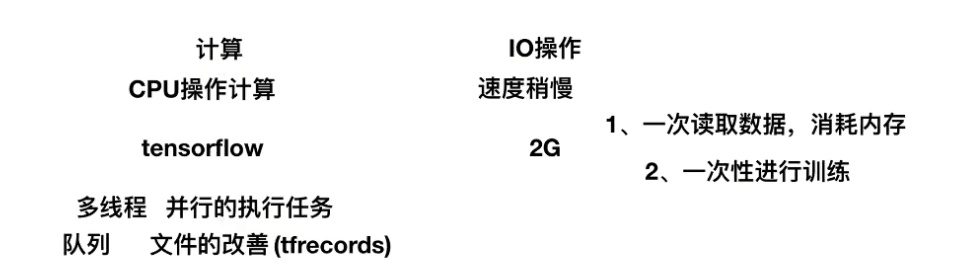 计算 IO操作
CPU操作计算 速度稍慢
1、一次读取数据，消耗内存
tensorflow 2G
2、一次性进行训练
多线程 并行的执行任务
队列 文件的改善 (tfrecords)